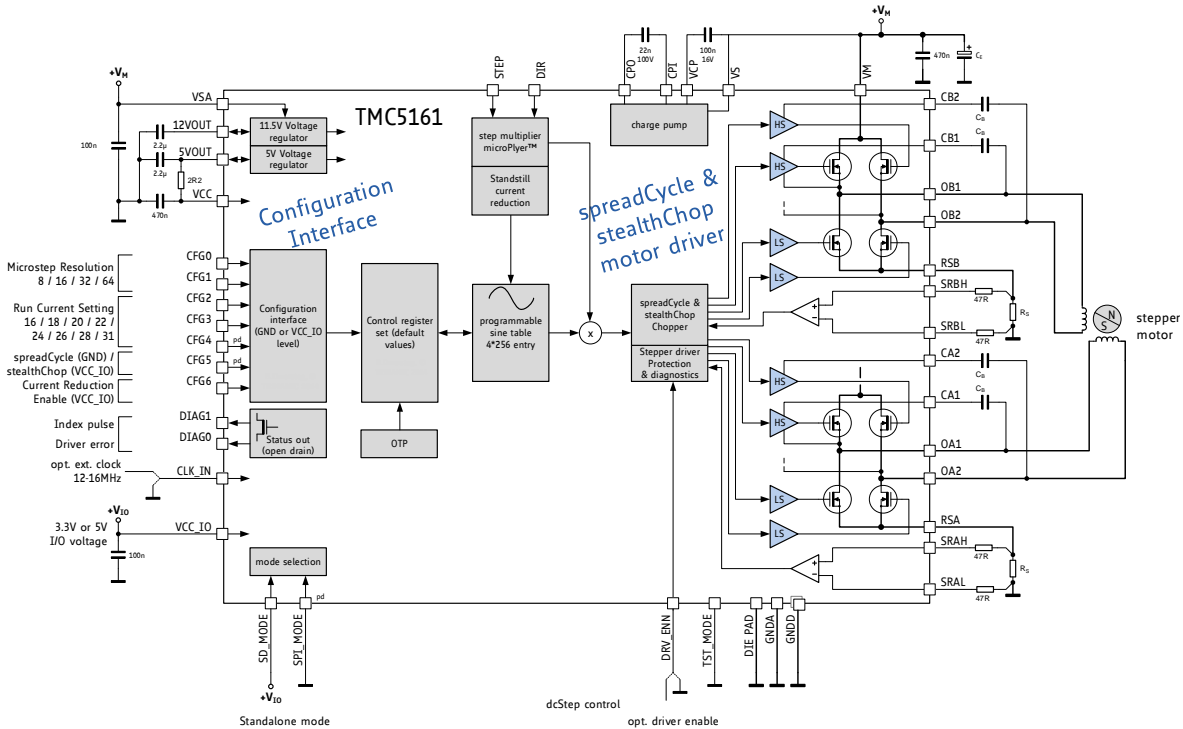 +VM
22n
100V
100n
16V
470n
CE
+VM
STEP
DIR
CPO
CPI
VCP
VS
VM
VSA
TMC5161
CB2
CB
12VOUT
11.5V Voltage
regulator
step multiplier
microPlyer™
charge pump
HS
100n
2.2µ
5VOUT
5V Voltage
regulator
CB1
CB
2.2µ
2R2
HS
Standstill
current
reduction
VCC
470n
OB1
Configuration
Interface
spreadCycle &
stealthChop
motor driver
OB2
LS
LS
RSB
Microstep Resolution
8 / 16 / 32 / 64
CFG0
CFG1
SRBH
47R
Run Current Setting
16 / 18 / 20 / 22 /
24 / 26 / 28 / 31
CFG2
CFG3
CFG4
pd
Configuration
interface
(GND or VCC_IO
level)
Control register
set (default
values)
programmable
sine table
4*256 entry
x
spreadCycle &
stealthChop
Chopper
+
−
RS
SRBL
47R
N
S
stepper
motor
spreadCycle (GND) /
stealthChop (VCC_IO)
CFG5
pd
Stepper driver
Protection
& diagnostics
CA2
CB
Current Reduction
Enable (VCC_IO)
CFG6
HS
CA1
CB
Index pulse
DIAG1
HS
Driver error
DIAG0
Status out
(open drain)
OTP
OA1
opt. ext. clock
12-16MHz
CLK_IN
OA2
LS
+VIO
3.3V or 5V
I/O voltage
VCC_IO
100n
LS
RSA
SRAH
47R
mode selection
+
−
RS
SRAL
47R
pd
SD_MODE
SPI_MODE
DRV_ENN
TST_MODE
DIE PAD
GNDA
GNDD
+VIO
Standalone mode
dcStep control
opt. driver enable